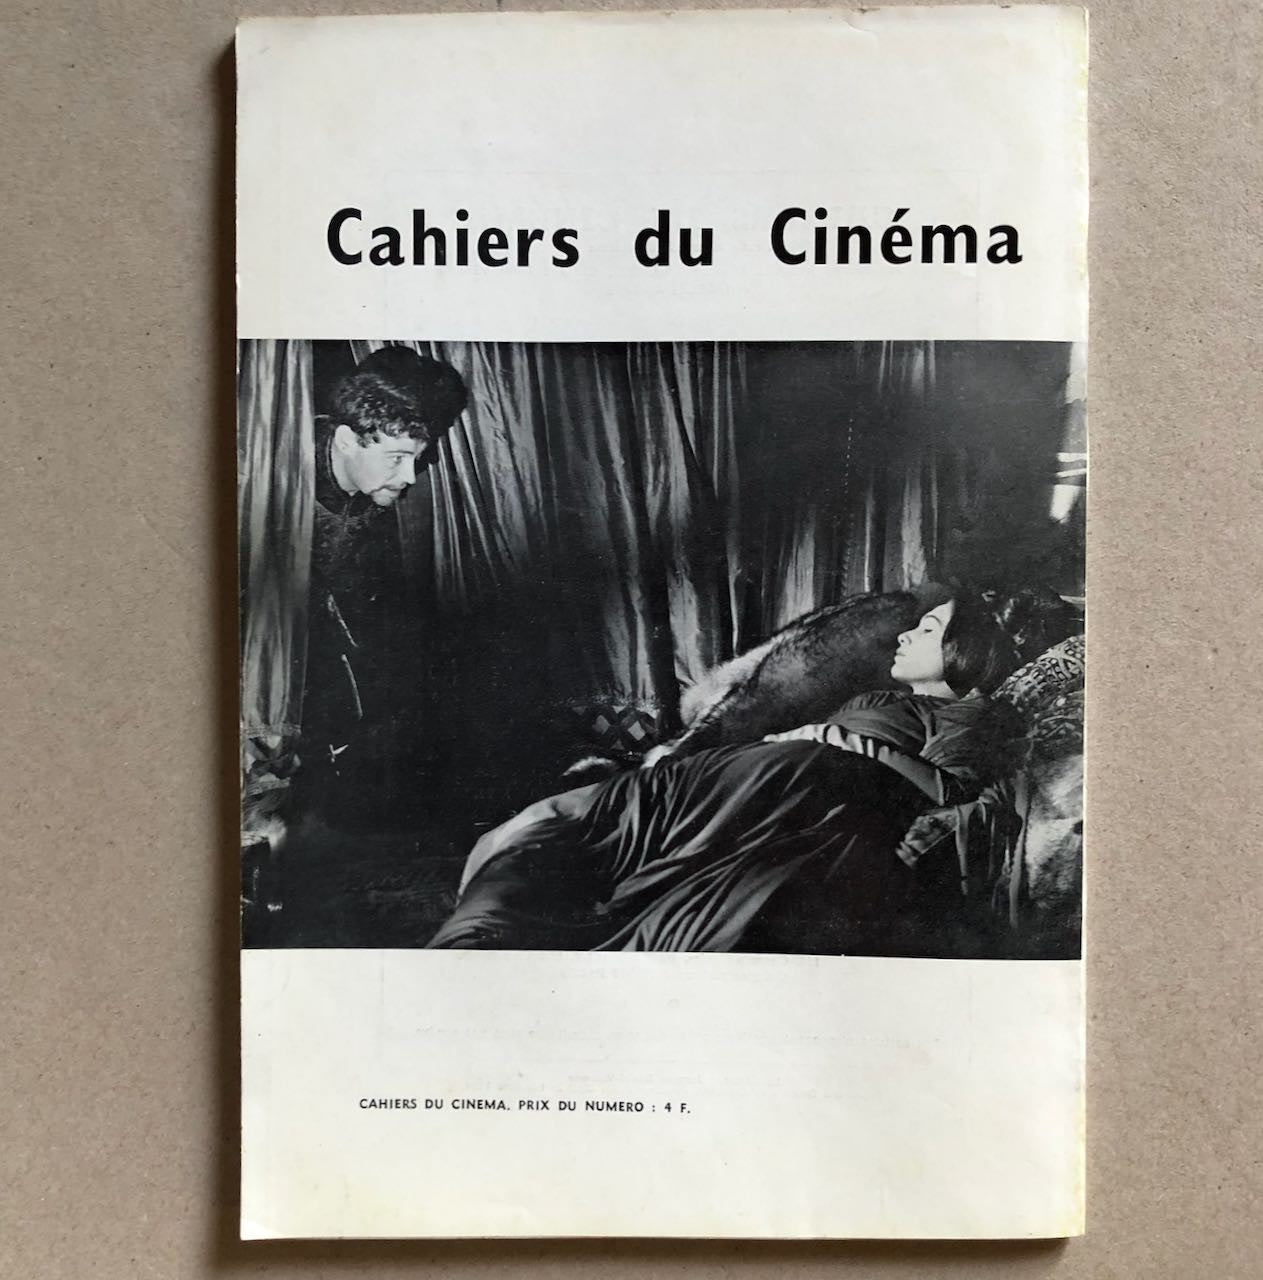 Cahiers du Cinéma
CAHIERS DU CINEMA. PRIX DU NUMERO : 4 F.